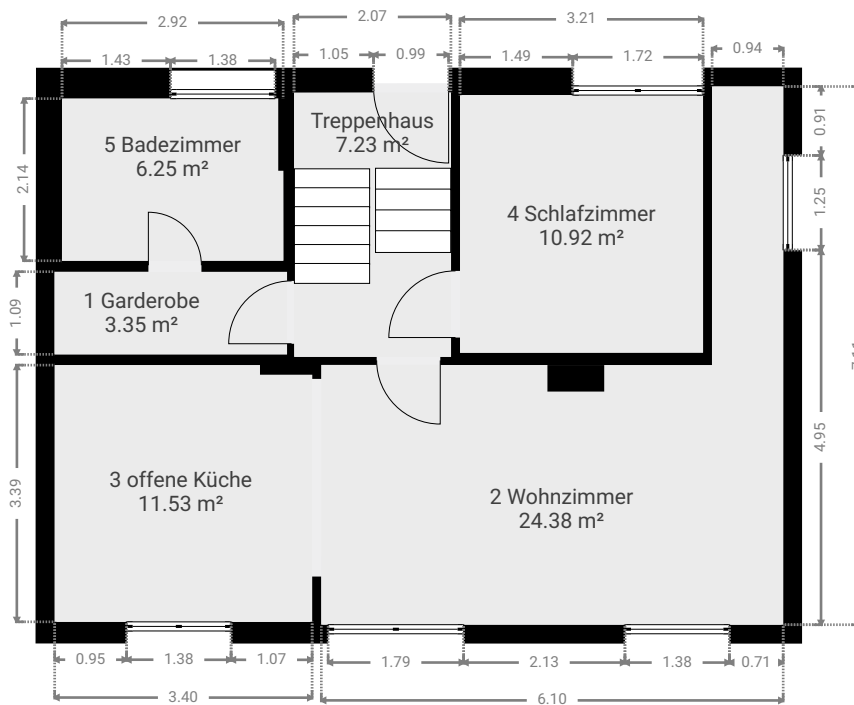 2.07
3.21
2.92
1.05 0.99
1.49 1.72
0.94
1.43 1.38
0.91
Treppenhaus
7.23 m²
5 Badezimmer
6.25 m²
2.14
1.25
4 Schlafzimmer
10.92 m²
1 Garderobe
3.35 m²
1.09
4.95
3 offene Küche
11.53 m²
2 Wohnzimmer
24.38 m²
3.39
0.95 1.38 1.07
1.79 2.13 1.38 0.71
3.40
6.10